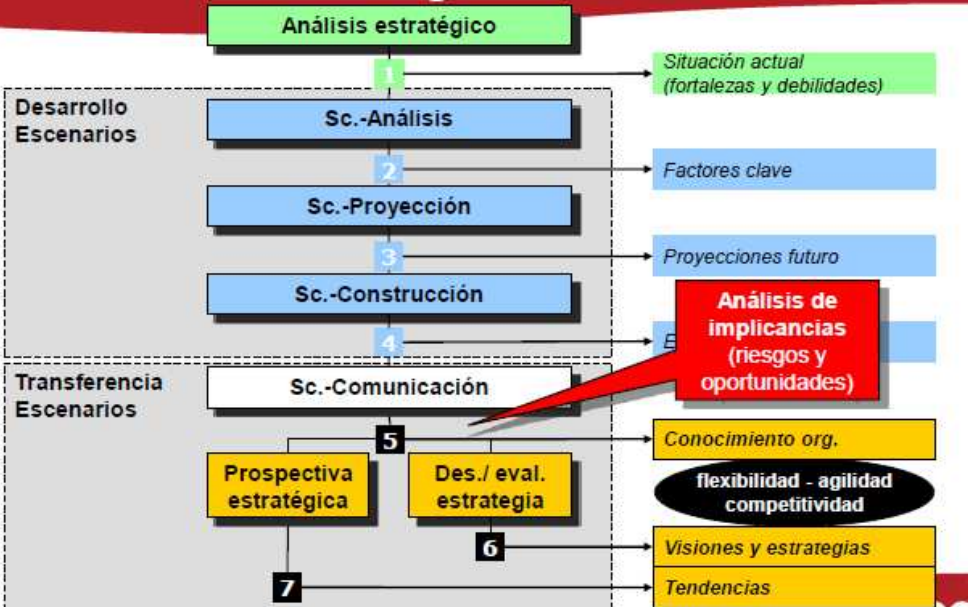 Análisis estratégico
1
Situación actual
(fortalezas y debilidades)
Desarrollo
Escenarios
Sc.-Análisis
2
Factores clave
Sc.-Proyección
3
Proyecciones futuro
Sc.-Construcción
Análisis de
implicancias
(riesgos y
oportunidades)
4
Transferencia
Escenarios
Sc.-Comunicación
5
Conocimiento org.
Prospectiva
estratégica
Des./ eval.
estrategia
flexibilidad - agilidad
competitividad
6
Visiones y estrategias
7
Tendencias